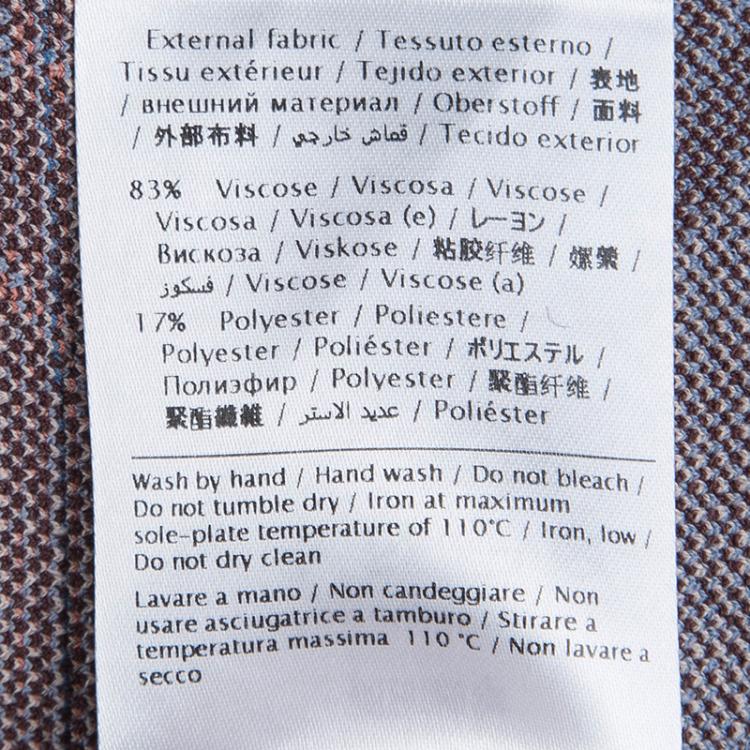 External fabric / Tessuto esterno /
Tissu extérieur / Tejido exterior / 表地
/ внешний материал / Oberstoff / 面料
/ 外部布料 / قماش خارجي / Tecido exterior
83% Viscose / Viscosa / Viscose /
Viscosa / Viscosa (e) / レーヨン /
Вискоза / Viskose / 粘胶纤维 / 嫘縈 /
فسكوز / Viscose / Viscose (a)
17% Polyester / Poliestere /
Polyester / Poliéster / ポリエステル /
Полиэфир / Polyester / 聚酯纤维 /
聚酯纖維 / عديد الاستر / Poliéster
Wash by hand / Hand wash / Do not bleach /
Do not tumble dry / Iron at maximum
sole-plate temperature of 110°C / Iron, low /
Do not dry clean
Lavare a mano / Non candeggiare / Non
usare asciugatrice a tamburo / Stirare a
temperatura massima 110 °C / Non lavare a
secco